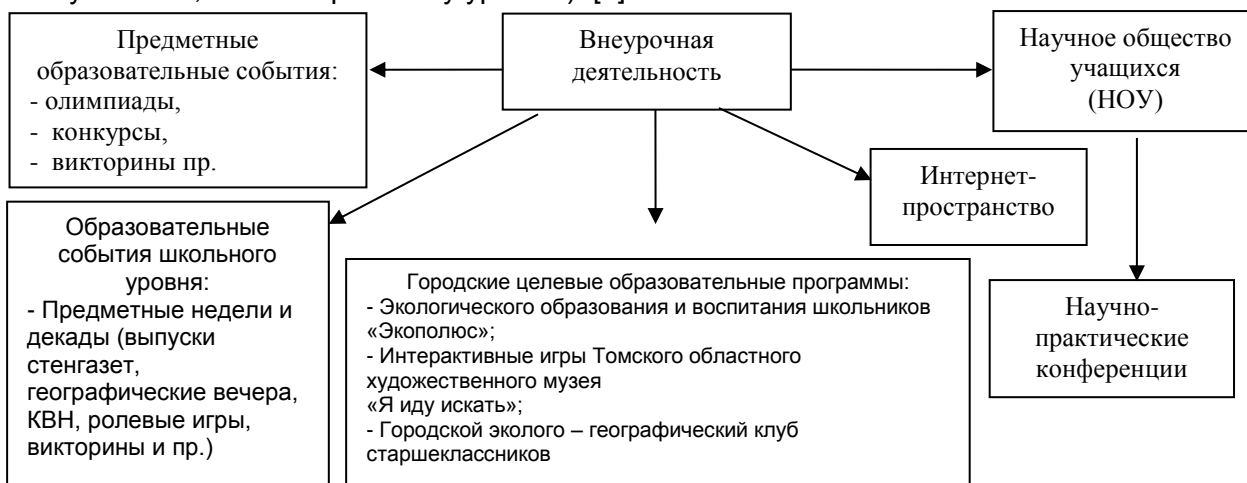 Предметные
образовательные события:
- олимпиады,
- конкурсы,
- викторины пр.
Внеурочная
деятельность
Научное общество
учащихся
(НОУ)
Интернет-
пространство
Образовательные
события школьного
уровня:
- Предметные недели и
декады (выпуски
стенгазет,
географические вечера,
КВН, ролевые игры,
викторины и пр.)
Городские целевые образовательные программы:
- Экологического образования и воспитания школьников
«Экополюс»;
- Интерактивные игры Томского областного
художественного музея
«Я иду искать»;
- Городской эколого – географический клуб
старшеклассников
Научно-
практические
конференции